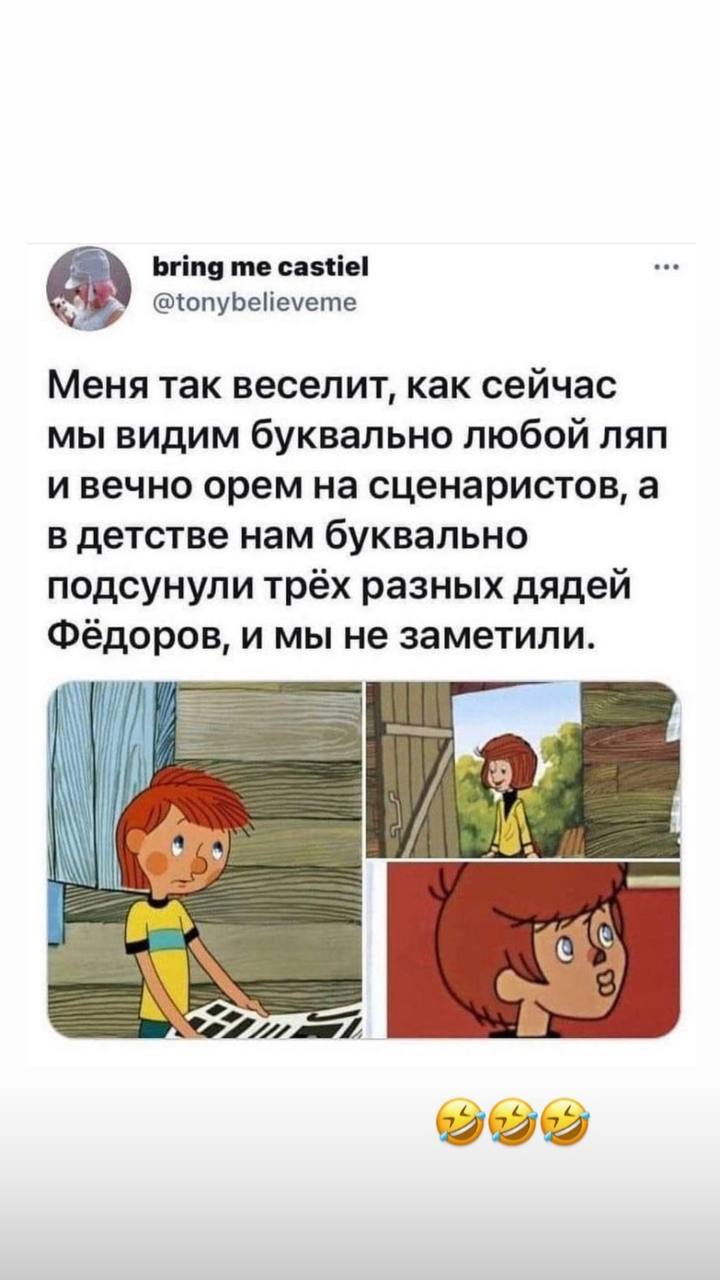 bring me castiel
@tonybelieveme
Меня так веселит, как сейчас
мы видим буквально любой ляп
и вечно орем на сценаристов, а
в детстве нам буквально
подсунули трёх разных дядей
Фёдоров, и мы не заметили.
🤣🤣🤣